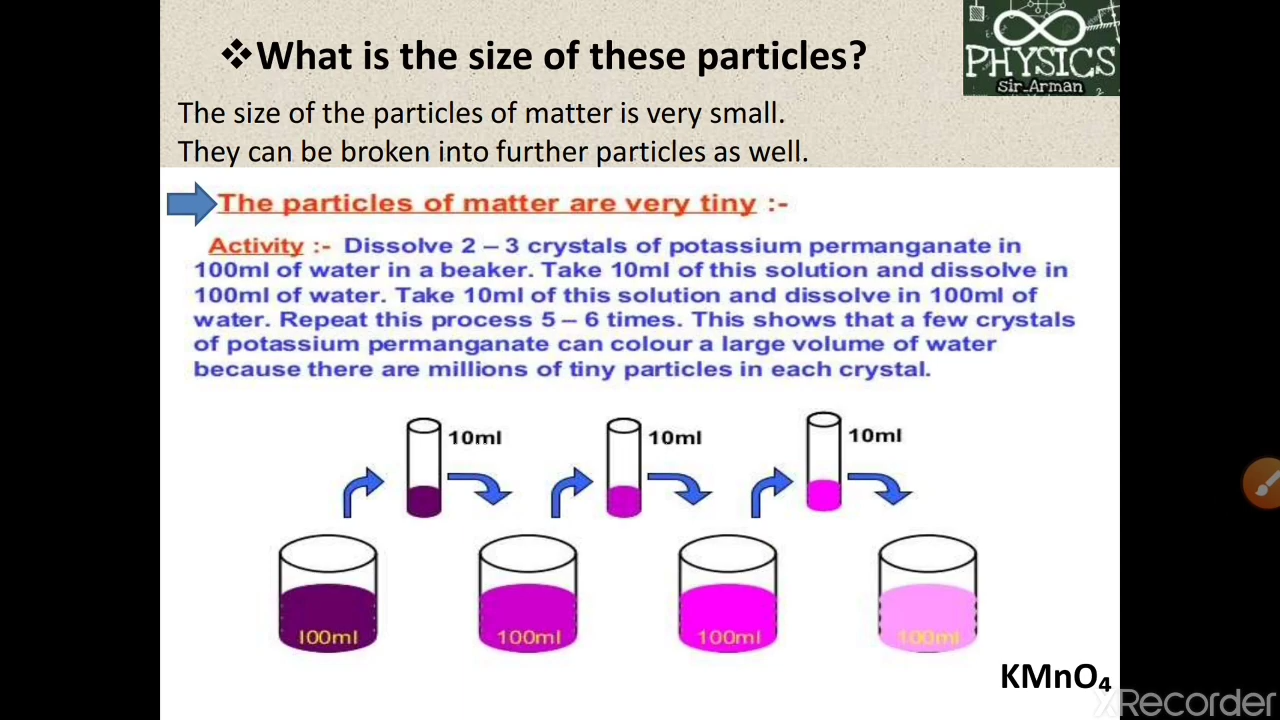 ❖What is the size of these particles?
PHYSICS
sir.Arman
The size of the particles of matter is very small.
They can be broken into further particles as well.
The particles of matter are very tiny :-
Activity :- Dissolve 2 – 3 crystals of potassium permanganate in
100ml of water in a beaker. Take 10ml of this solution and dissolve in
100ml of water. Take 10ml of this solution and dissolve in 100ml of
water. Repeat this process 5 – 6 times. This shows that a few crystals
of potassium permanganate can colour a large volume of water
because there are millions of tiny particles in each crystal.
10ml 10ml 10ml
100ml 100ml 100ml 100ml
KMnO₄
XRecorder